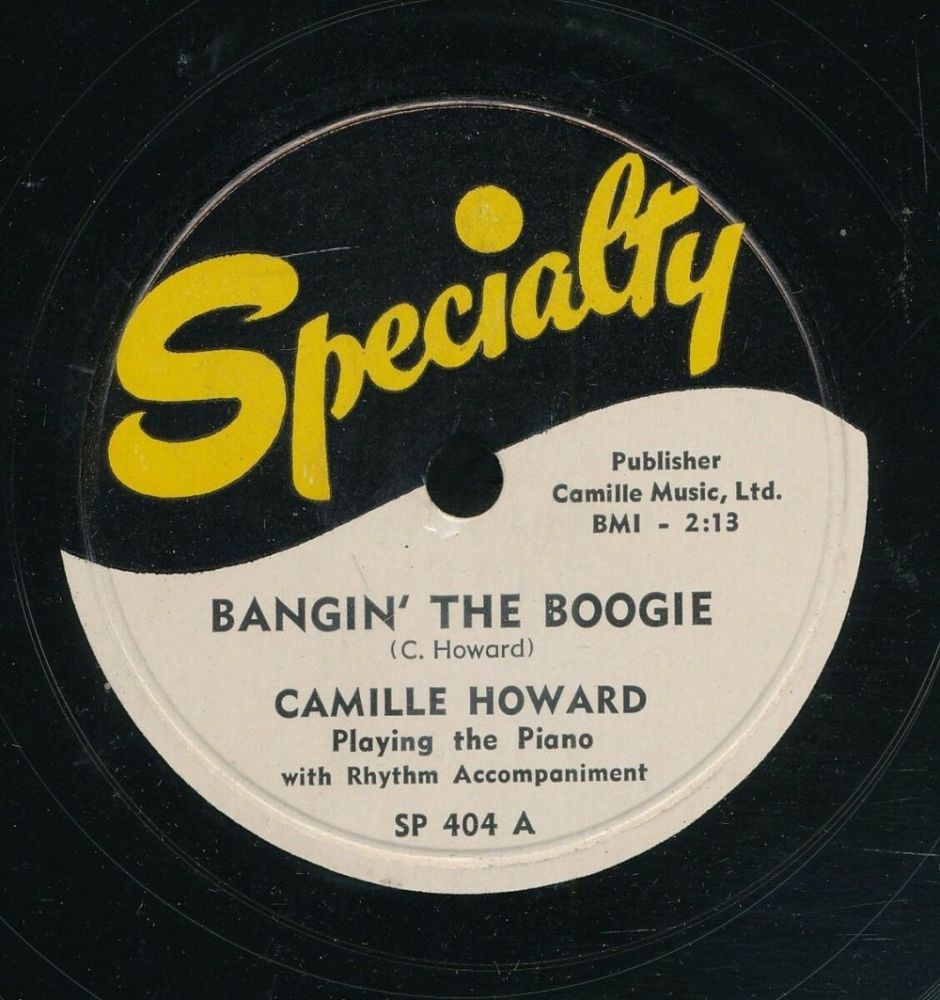 Specialty
Publisher
Camille Music, Ltd.
BMI - 2:13
BANGIN' THE BOOGIE
(C. Howard)
CAMILLE HOWARD
Playing the Piano
with Rhythm Accompaniment
SP 404 A